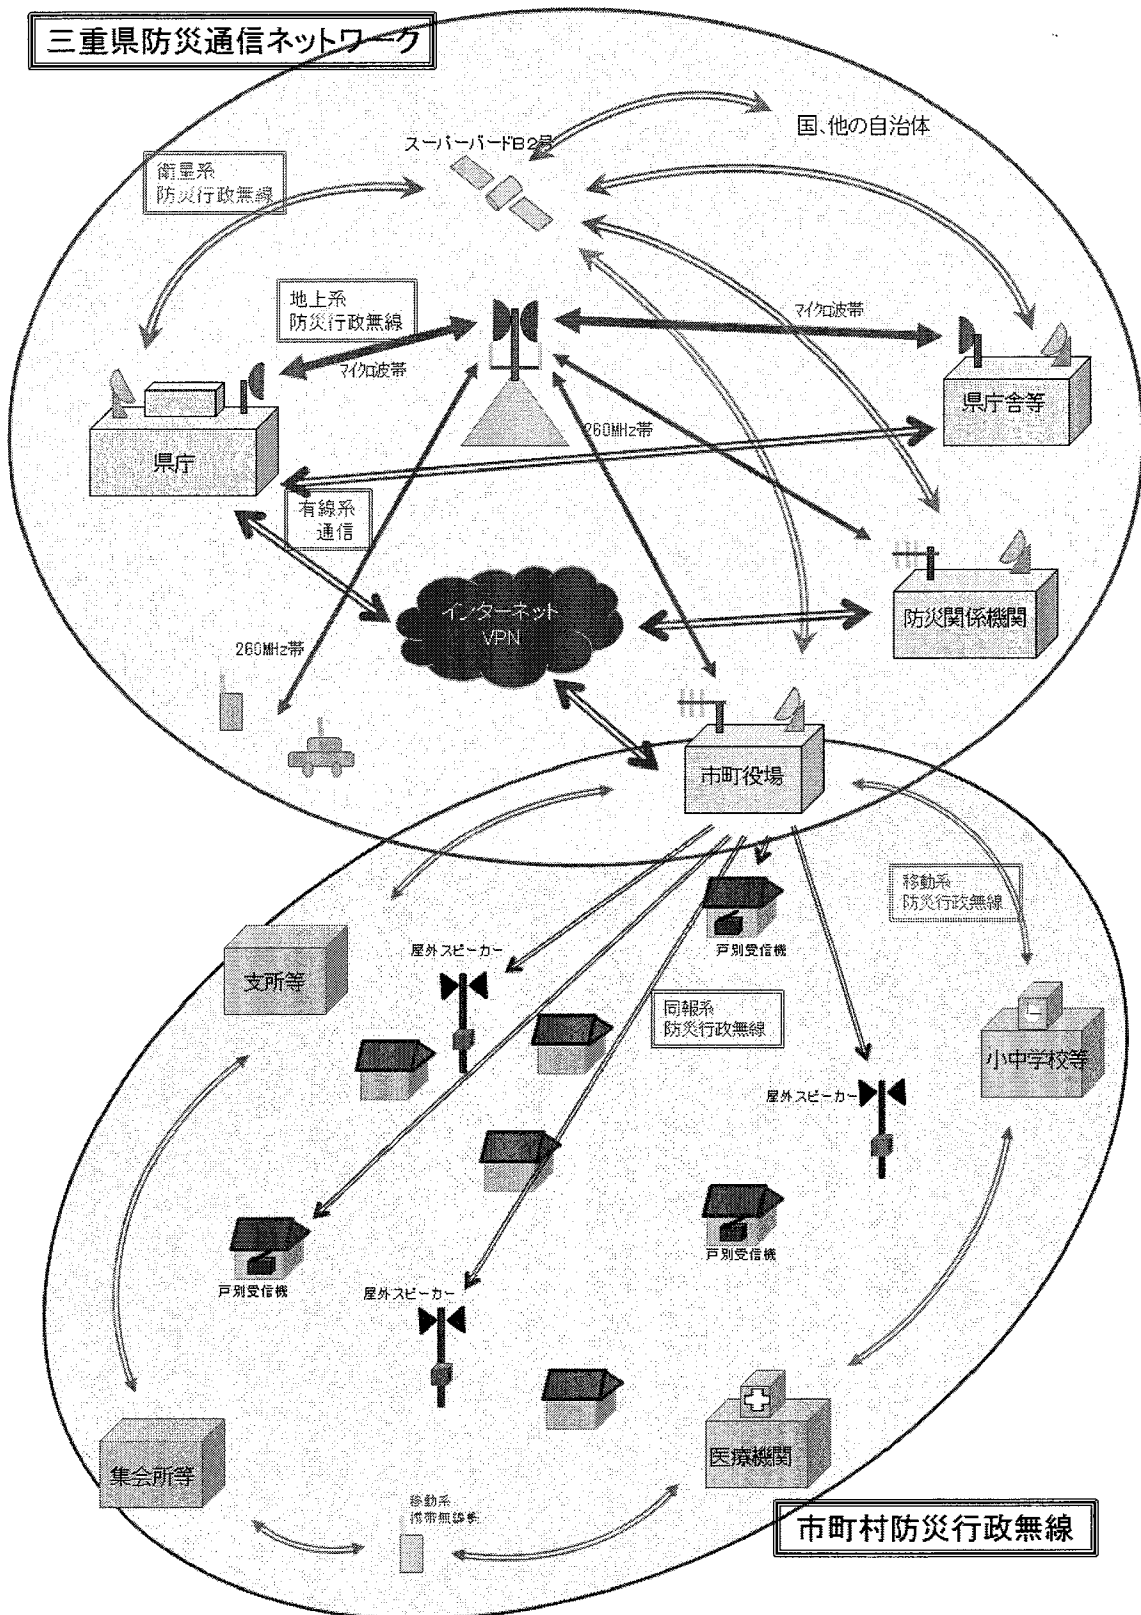 三重県防災通信ネットワーク
国、他の自治体
スーパーバードB2号
衛星系
防災行政無線
地上系
防災行政無線
マイクロ波帯
マイクロ波帯
県庁舎等
260MHz帯
県庁
有線系
通信
インターネット
VPN
防災関係機関
260MHz帯
市町役場
移動系
防災行政無線
戸別受信機
屋外スピーカー
支所等
同報系
防災行政無線
小中学校等
屋外スピーカー
戸別受信機
戸別受信機
屋外スピーカー
医療機関
集会所等
移動系
携帯無線機
市町村防災行政無線